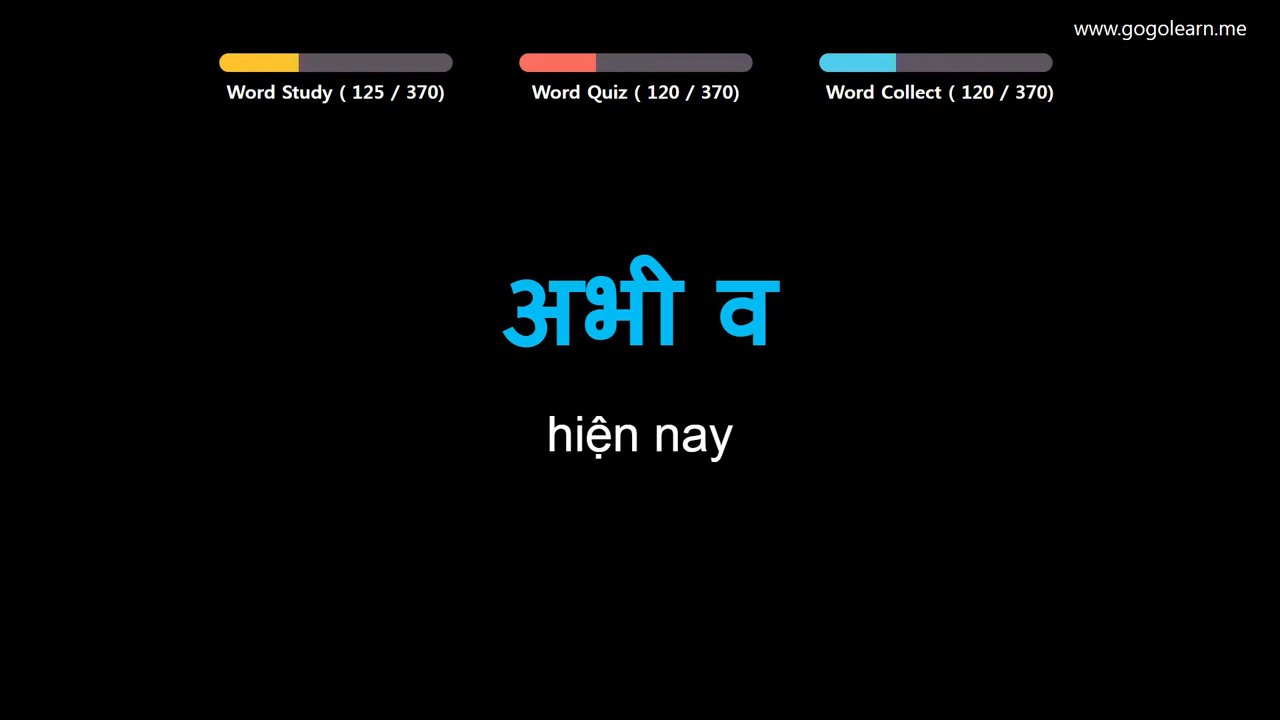 www.gogolearn.me
Word Study ( 125 / 370)
Word Quiz ( 120 / 370)
Word Collect ( 120 / 370)
अभी व
hiện nay